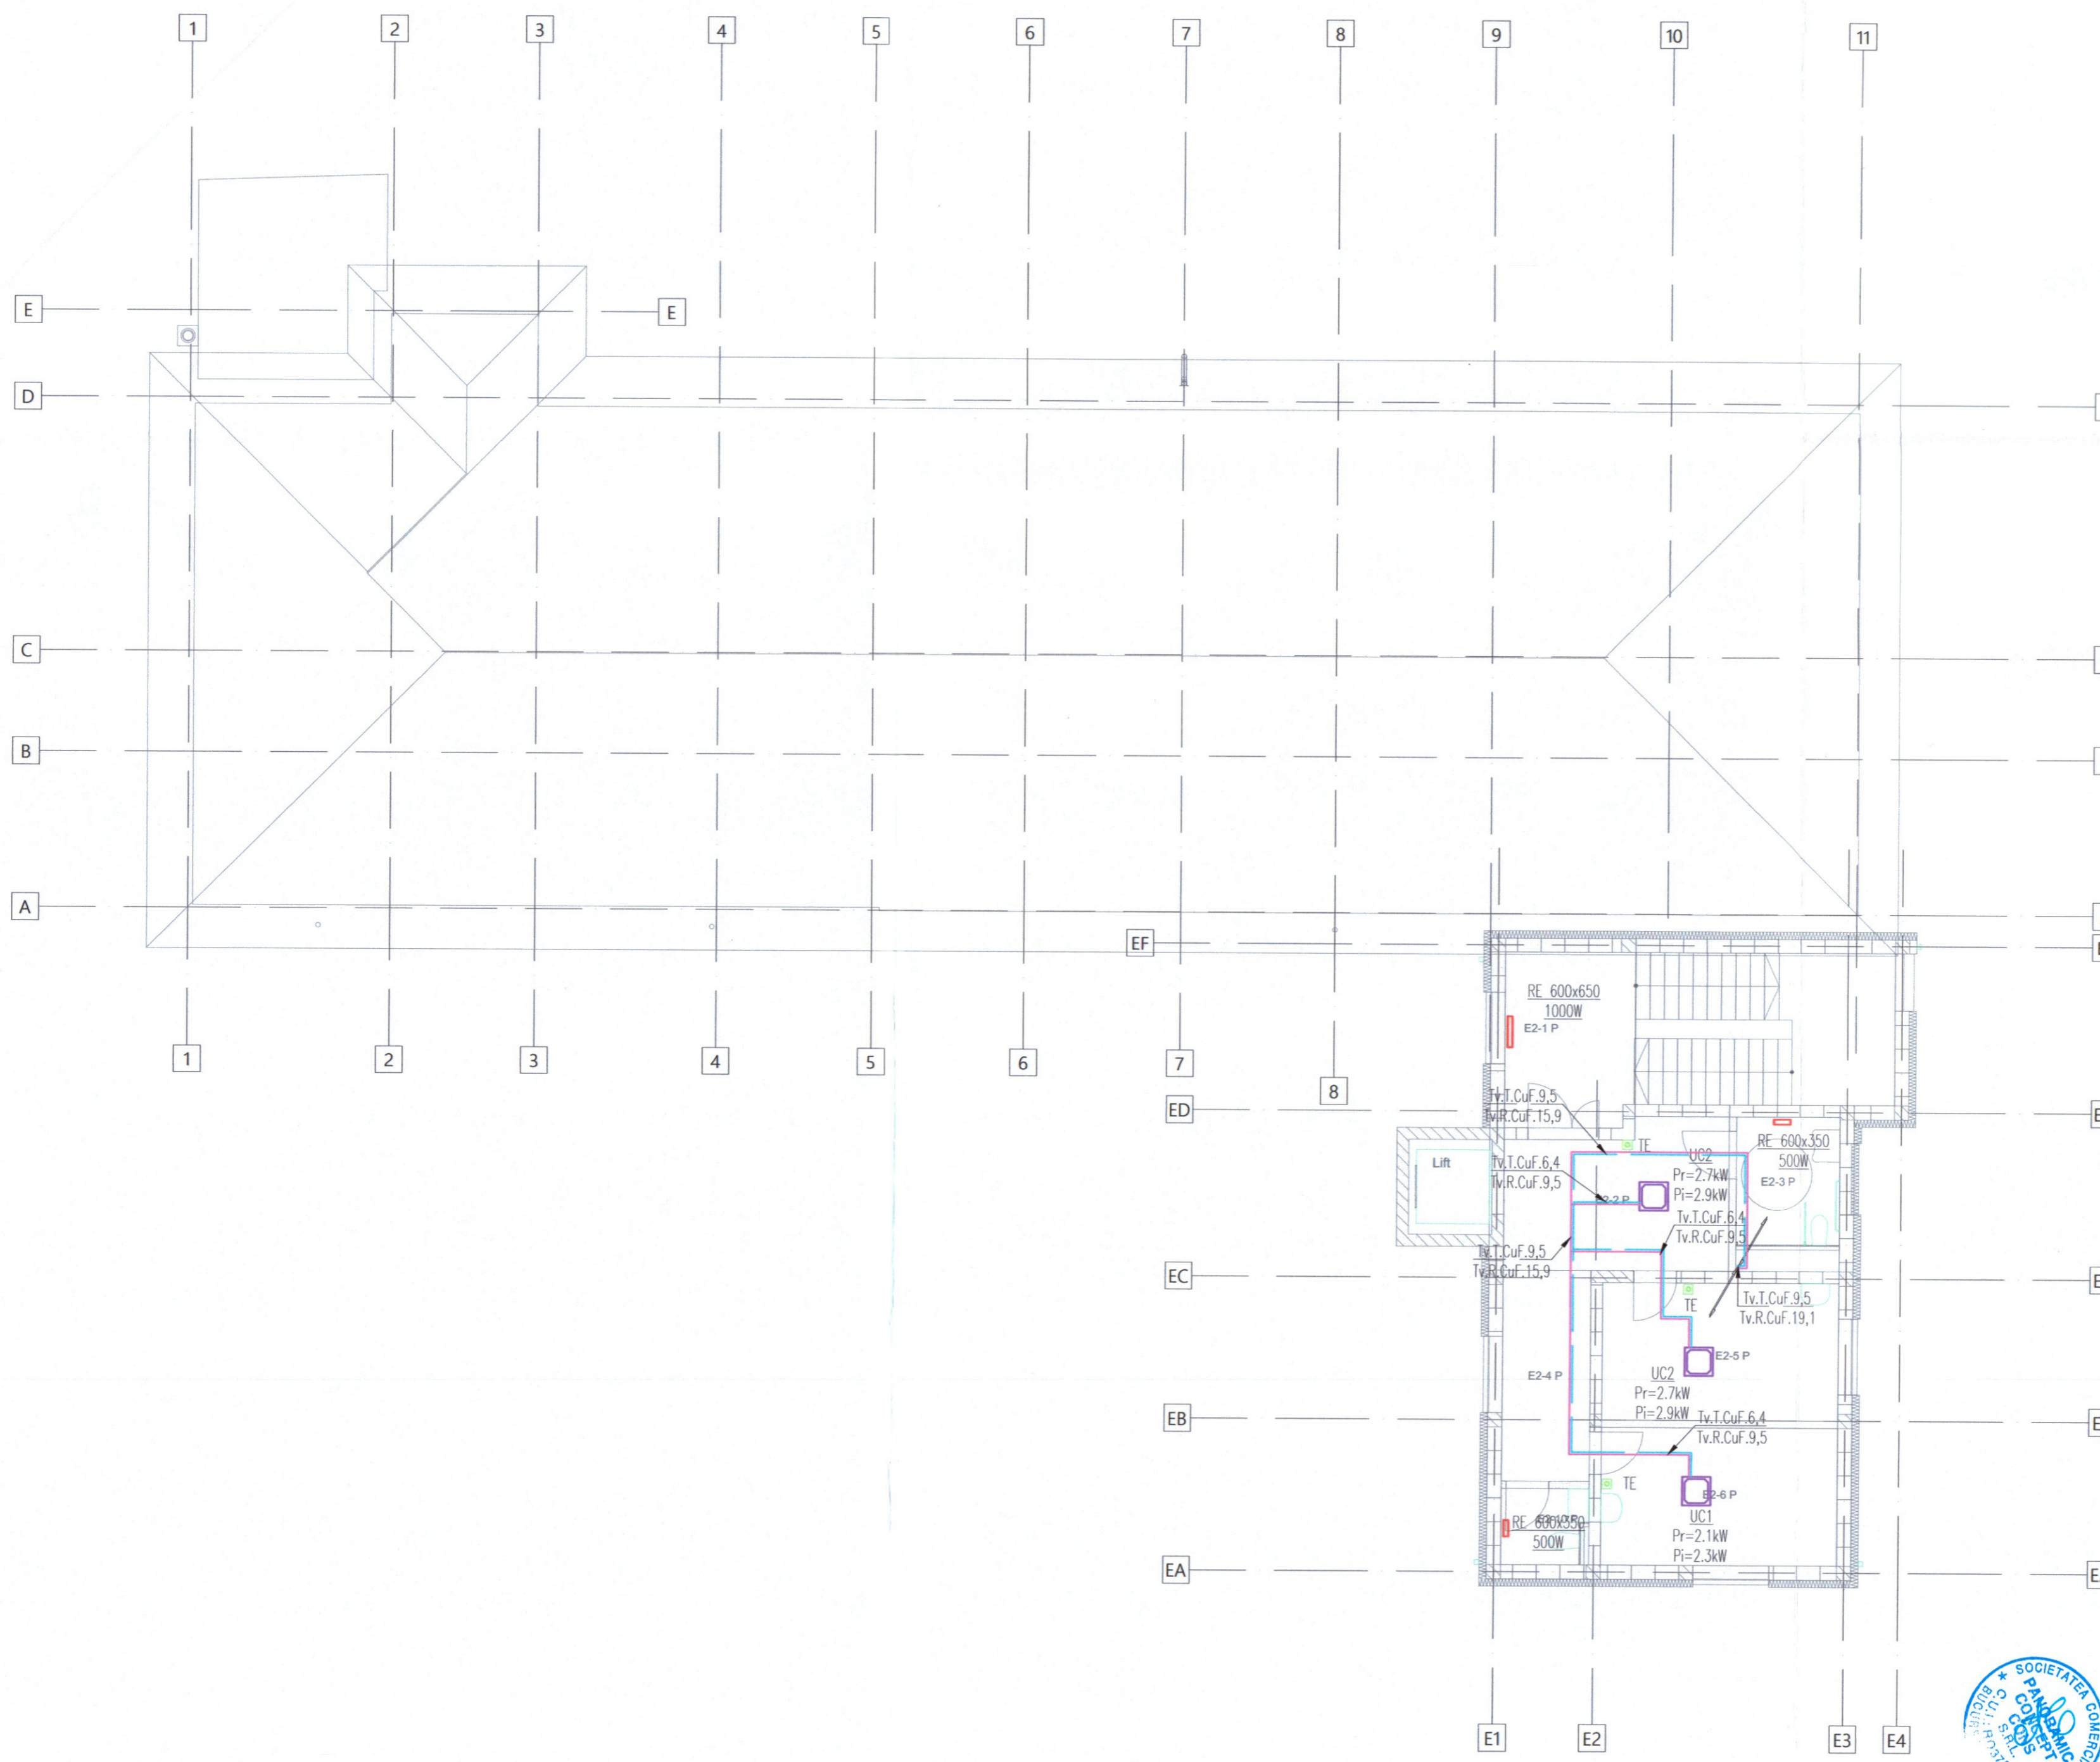 1 2 3 4 5 6 7 8 9 10 11
E E
D
C
B
A
EF
1 2 3 4 5 6 7 8
RE 600x650
1000W
E2-1 P
ED
Tv.T.CuF.9,5
Tv.R.CuF.15,9
TE
RE 600x350
500W
E2-3 P
Lift
Tv.T.CuF.6,4
Tv.R.CuF.9,5
UC2
Pr=2.7kW
Pi=2.9kW
E2-2 P
Tv.T.CuF.6,4
Tv.R.CuF.9,5
Tv.T.CuF.9,5
Tv.R.CuF.15,9
EC
TE
Tv.T.CuF.9,5
Tv.R.CuF.19,1
E2-5 P
E2-4 P
UC2
Pr=2.7kW
Pi=2.9kW
EB
Tv.T.CuF.6,4
Tv.R.CuF.9,5
TE
E2-6 P
RE 600x350
500W
UC1
Pr=2.1kW
Pi=2.3kW
EA
E1 E2 E3 E4
SOCIETATEA
PANORAMIC
CONCEPT
CONS
S.R.L.